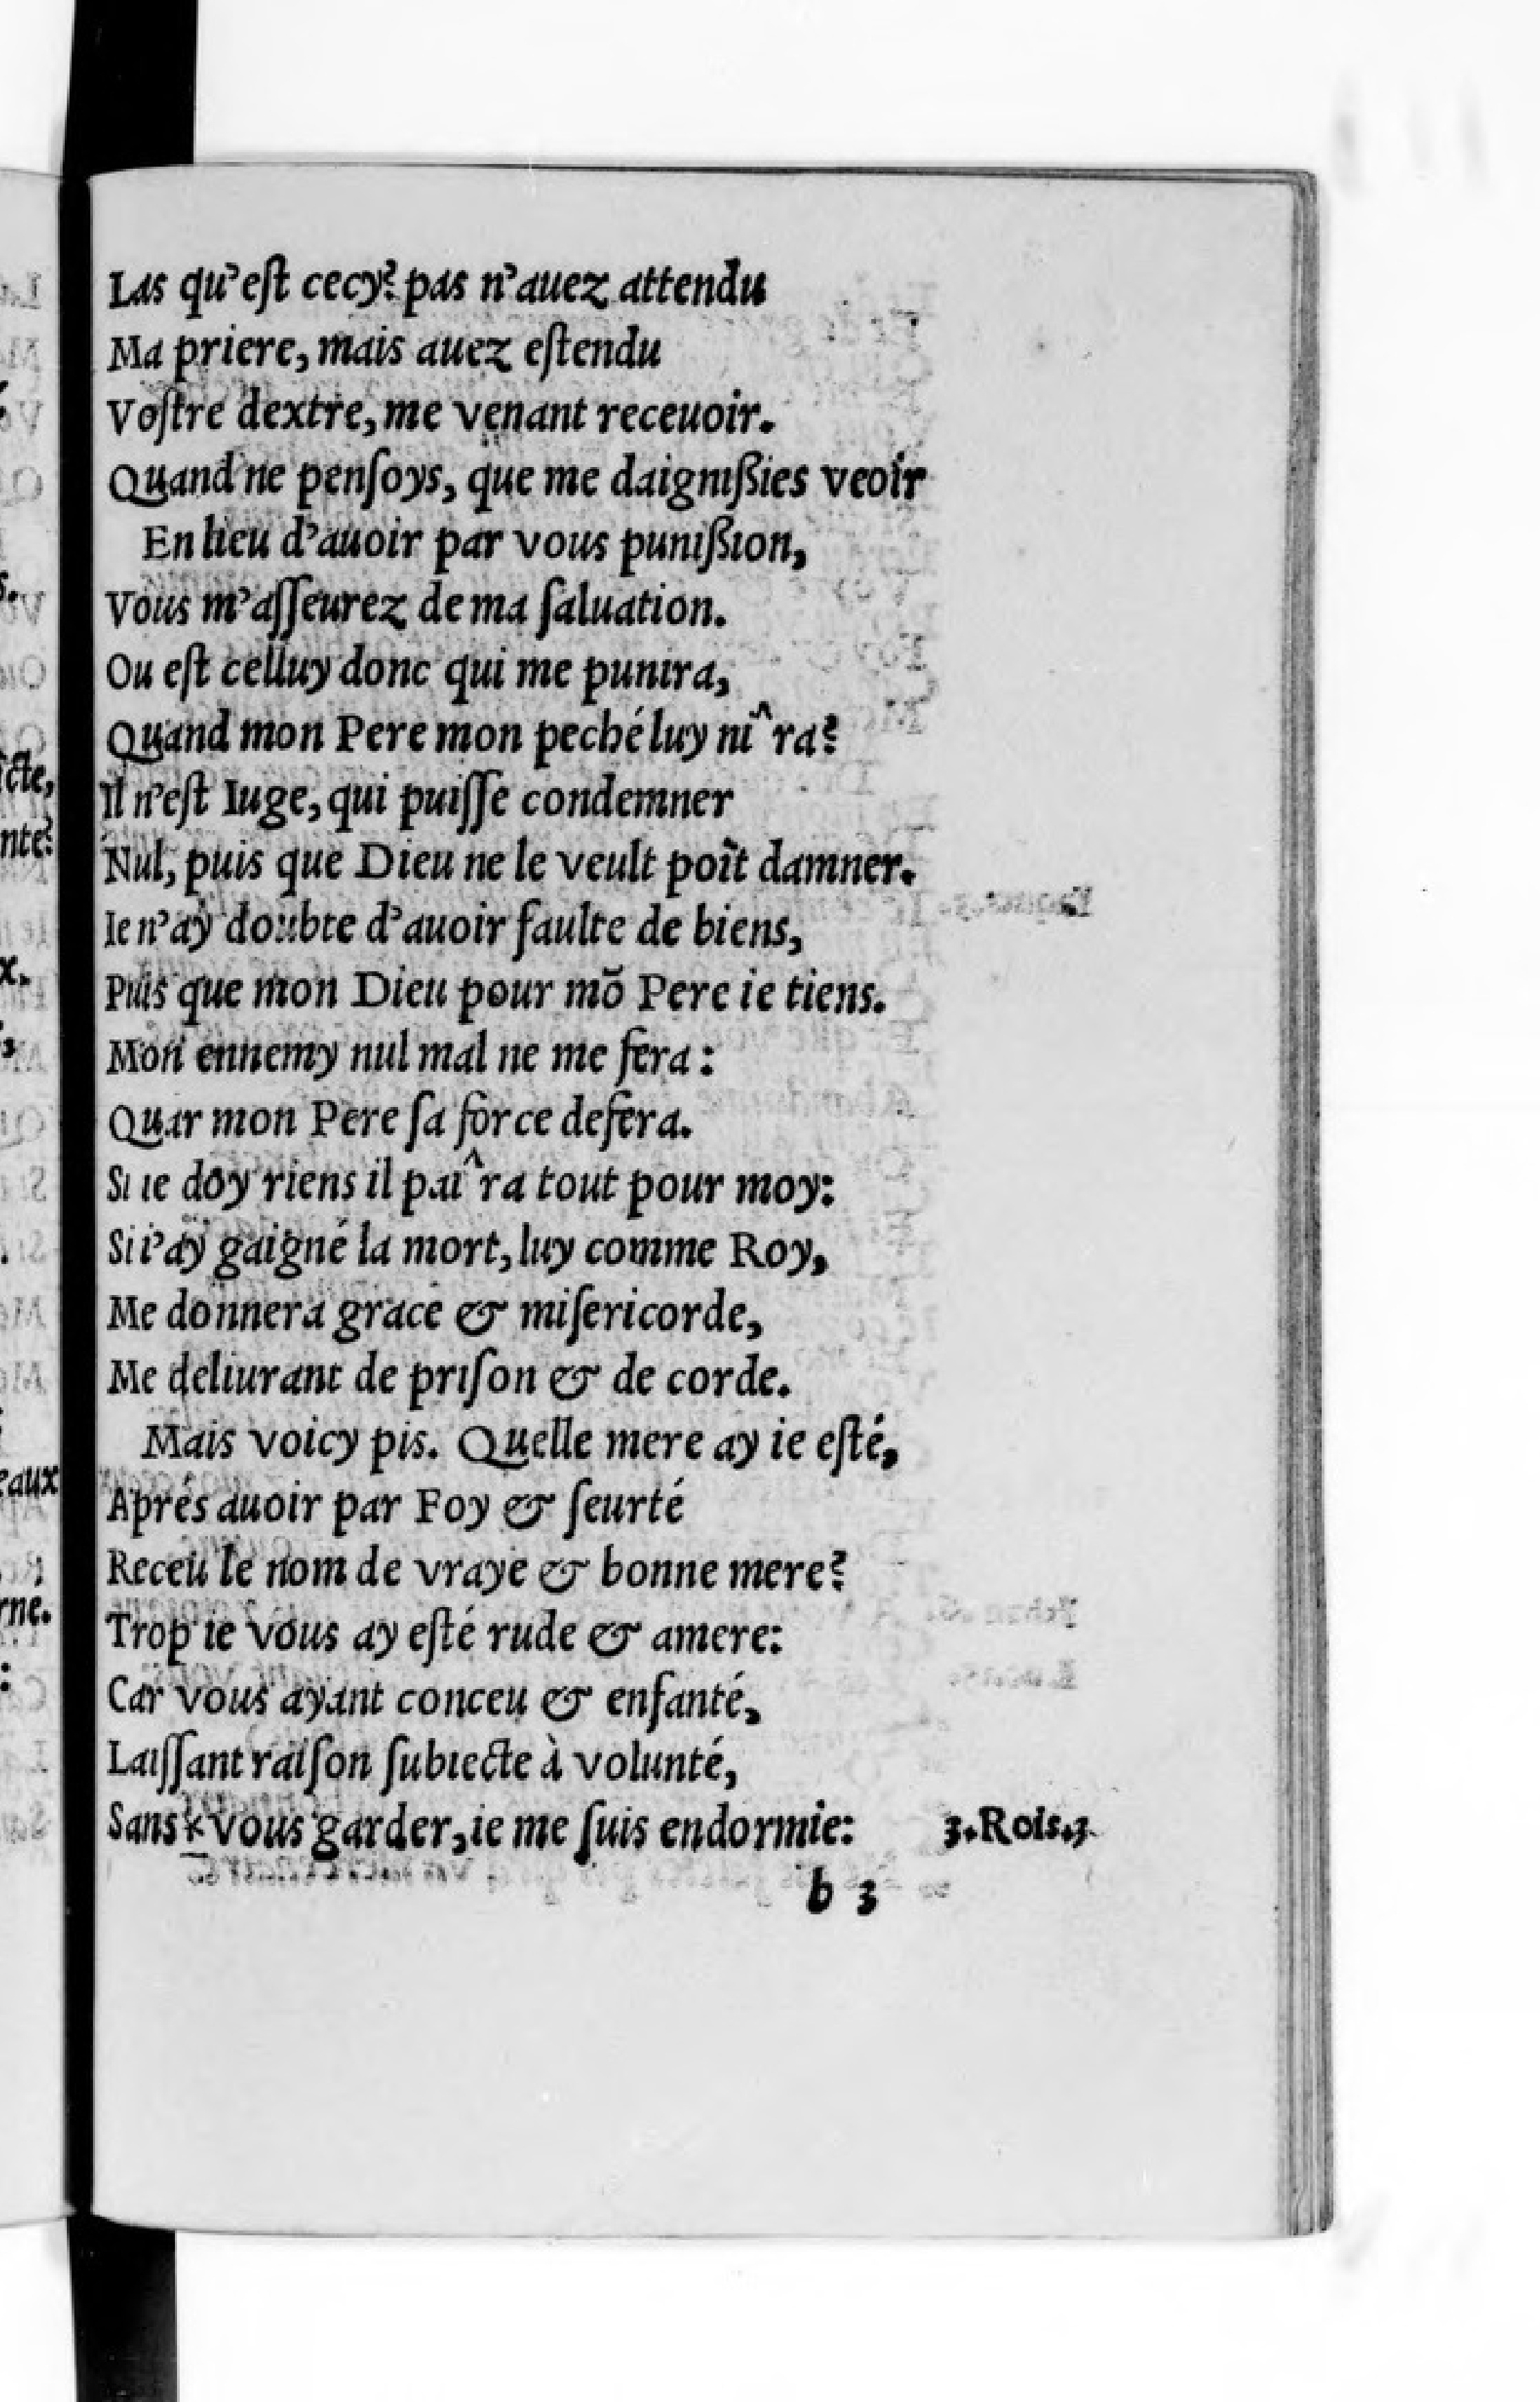 Las qu'eſt cecy? pas n'auez attendu
Ma priere, mais auez eſtendu
Voſtre dextre, me venant receuoir.
Quand ne penſoys, que me daignißies veoir
En lieu d'auoir par vous punißion,
Vous m'aſſeurez de ma ſaluation.
Ou eſt celluy donc qui me punira,
Quand mon Pere mon peché luy ni^ra?
Il n'eſt Iuge, qui puiſſe condemner
Nul, puis que Dieu ne le veult poĩt damner.
Ie n'ay doubte d'auoir faulte de biens,
Puis que mon Dieu pour mõ Pere ie tiens.
Mon ennemy nul mal ne me fera:
Quar mon Pere ſa force defera.
Si ie doy riens il pai^ra tout pour moy:
Si i'ay gaigné la mort, luy comme Roy,
Me donnera grace & miſericorde,
Me deliurant de priſon & de corde.
Mais voicy pis. Quelle mere ay ie eſté,
Aprés auoir par Foy & ſeurté
Receu le nom de vraye & bonne mere?
Trop ie vous ay eſté rude & amere:
Car vous ayant conceu & enfanté,
Laiſſant raiſon ſubiecte à volunté,
Sans * vous garder, ie me ſuis endormie: 3. Rois. 3.
b 3